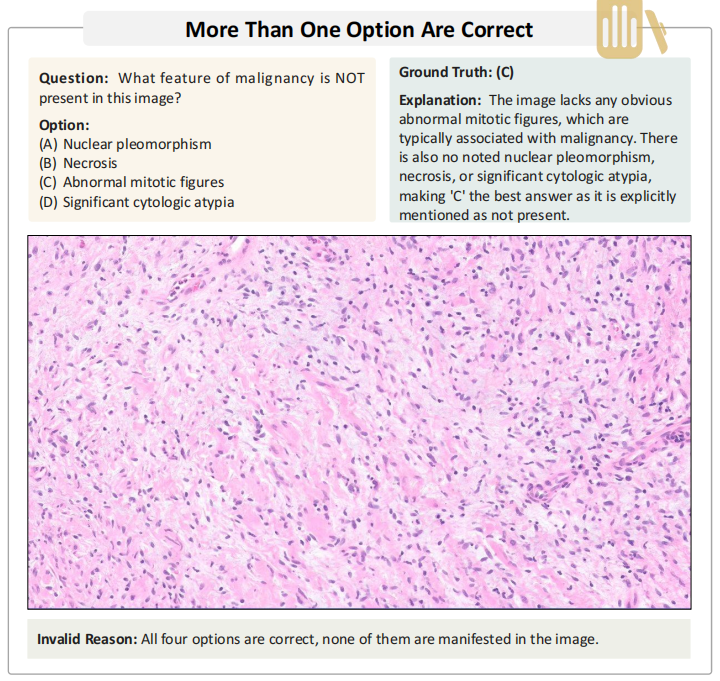 More Than One Option Are Correct
Question: What feature of malignancy is NOT
present in this image?
Option:
(A) Nuclear pleomorphism
(B) Necrosis
(C) Abnormal mitotic figures
(D) Significant cytologic atypia
Ground Truth: (C)
Explanation: The image lacks any obvious
abnormal mitotic figures, which are
typically associated with malignancy. There
is also no noted nuclear pleomorphism,
necrosis, or significant cytologic atypia,
making 'C' the best answer as it is explicitly
mentioned as not present.
Invalid Reason: All four options are correct, none of them are manifested in the image.